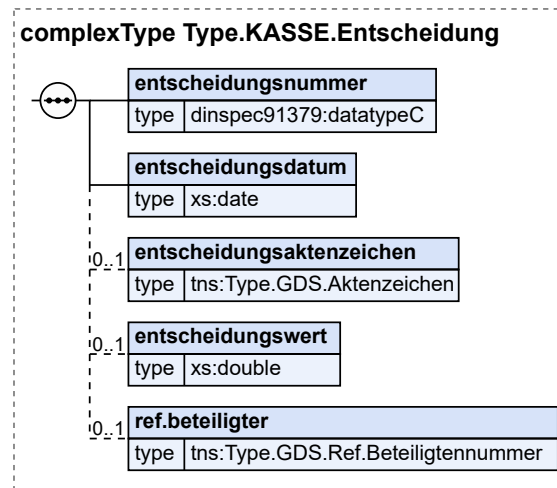 complexType Type.KASSE.Entscheidung
entscheidungsnummer
type dinspec91379:datatypeC
entscheidungsdatum
type xs:date
0..1 entscheidungsaktenzeichen
type tns:Type.GDS.Aktenzeichen
0..1 entscheidungswert
type xs:double
0..1 ref.beteiligter
type tns:Type.GDS.Ref.Beteiligtennummer